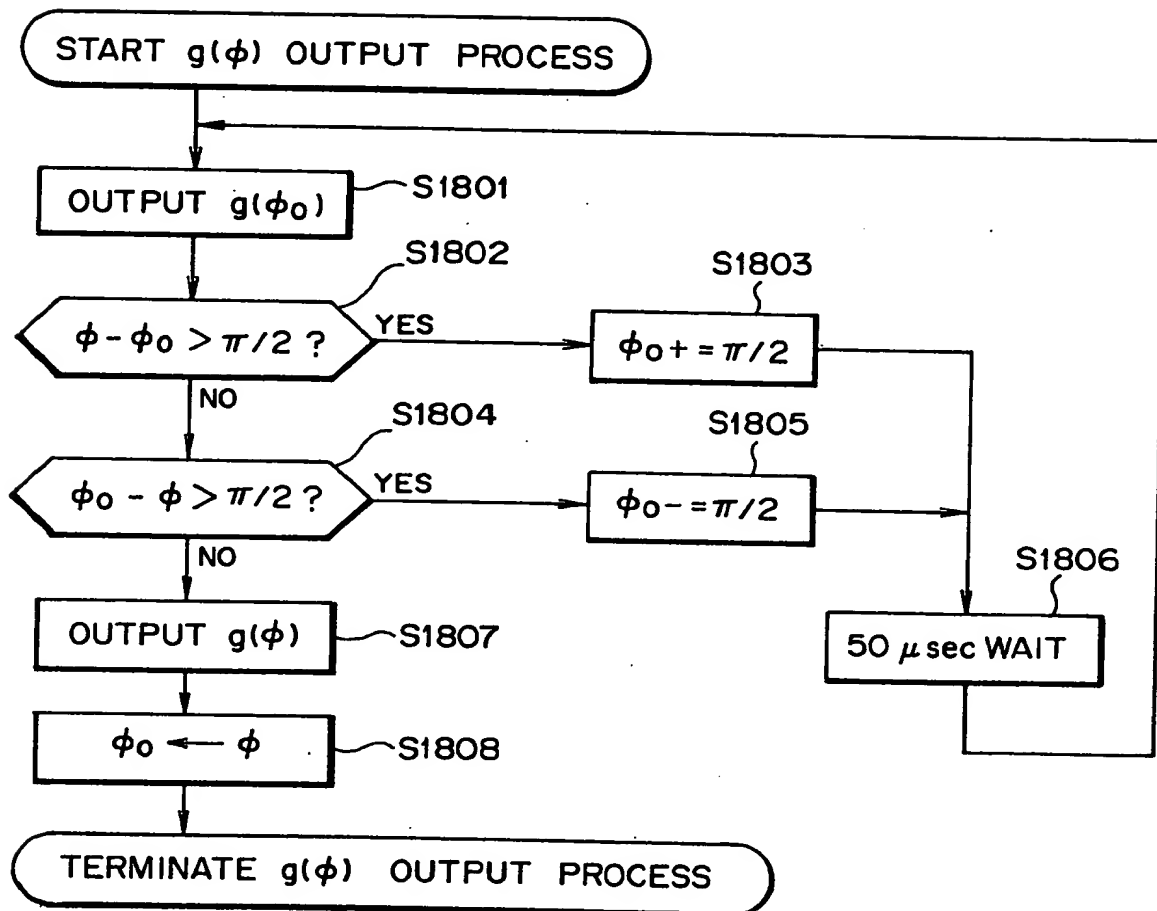 START g(ϕ) OUTPUT PROCESS
OUTPUT g(ϕ0)
S1801
S1802
ϕ-ϕ0 > π/2 ?
YES
S1803
ϕ0+=π/2
NO
S1804
ϕ0-ϕ > π/2 ?
YES
S1805
ϕ0-=π/2
NO
S1806
50 μsec WAIT
OUTPUT g(ϕ)
S1807
ϕ0 ← ϕ
S1808
TERMINATE g(ϕ) OUTPUT PROCESS